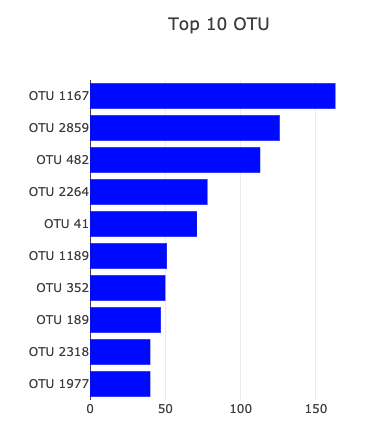 Top 10 OTU
OTU 1167
OTU 2859
OTU 482
OTU 2264
OTU 41
OTU 1189
OTU 352
OTU 189
OTU 2318
OTU 1977
0 50 100 150